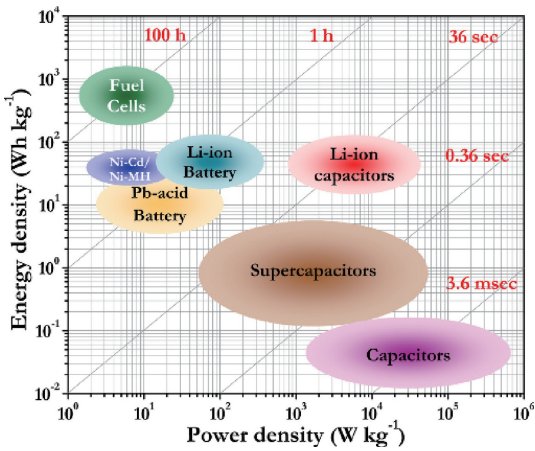 10⁴
10³
10²
10¹
10⁰
10⁻¹
10⁻²
Energy density (Wh kg⁻¹)
100 h
1 h
36 sec
0.36 sec
3.6 msec
Fuel
Cells
Ni-Cd/
Ni-MH
Li-ion
Battery
Pb-acid
Battery
Li-ion
capacitors
Supercapacitors
Capacitors
10⁰ 10¹ 10² 10³ 10⁴ 10⁵ 10⁶
Power density (W kg⁻¹)